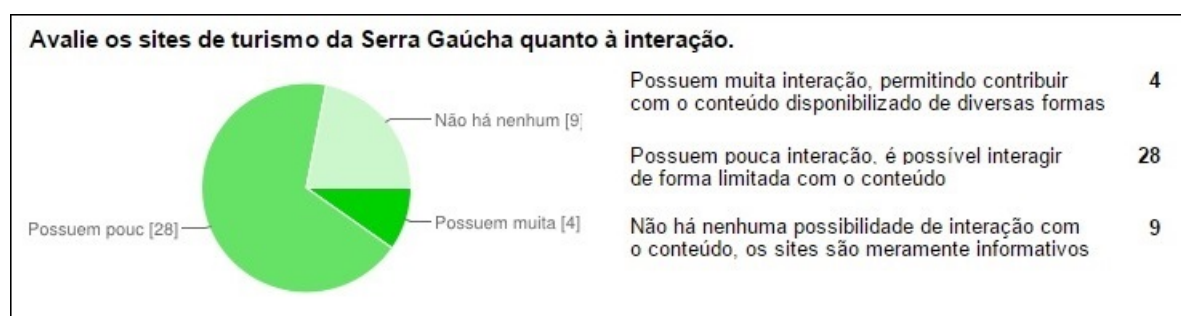 Avalie os sites de turismo da Serra Gaúcha quanto à interação.
Não há nenhum [9]
Possuem muita [4]
Possuem pouc [28]
Possuem muita interação, permitindo contribuir 4
com o conteúdo disponibilizado de diversas formas
Possuem pouca interação, é possível interagir 28
de forma limitada com o conteúdo
Não há nenhuma possibilidade de interação com 9
o conteúdo, os sites são meramente informativos